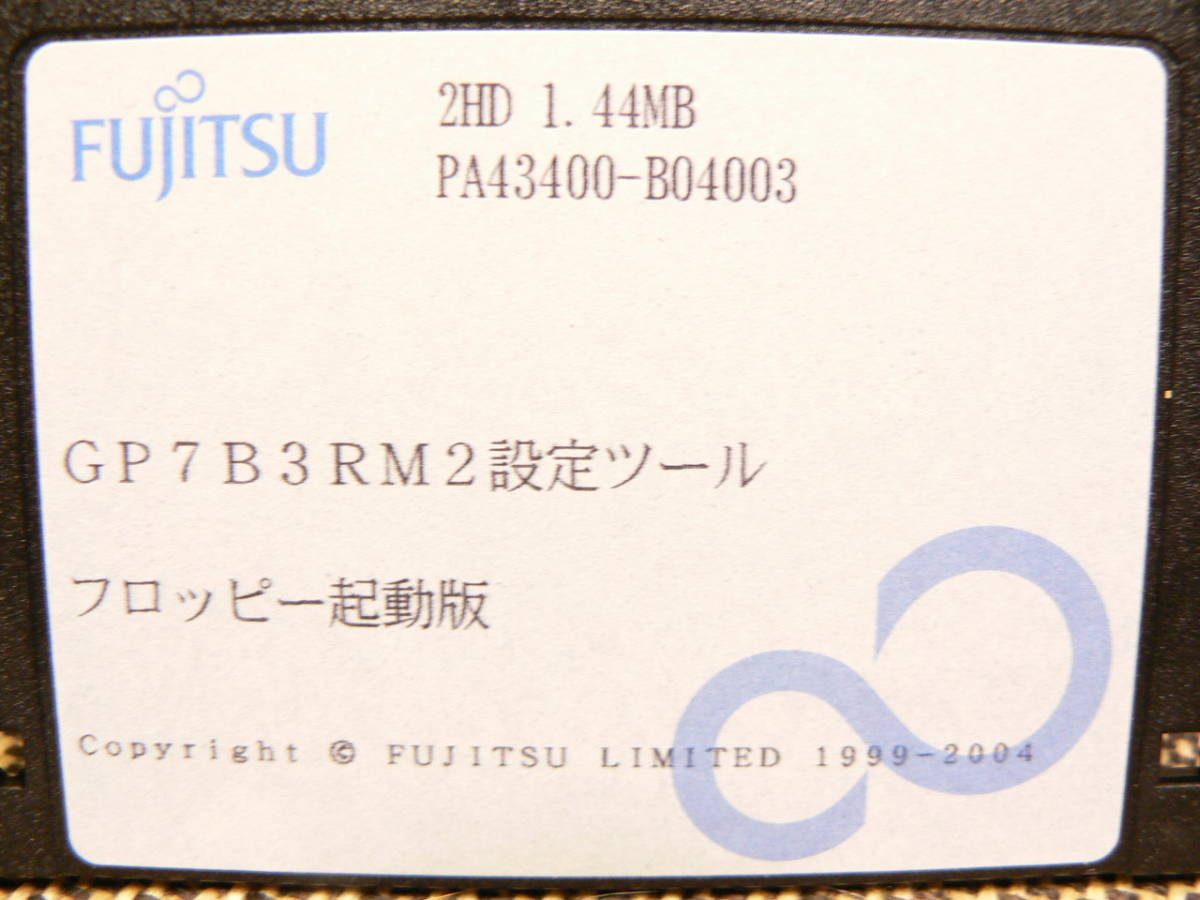 FUJITSU
2HD 1.44MB
PA43400-B04003
GP7B3RM2設定ツール
フロッピー起動版
Copyright © FUJITSU LIMITED 1999-2004